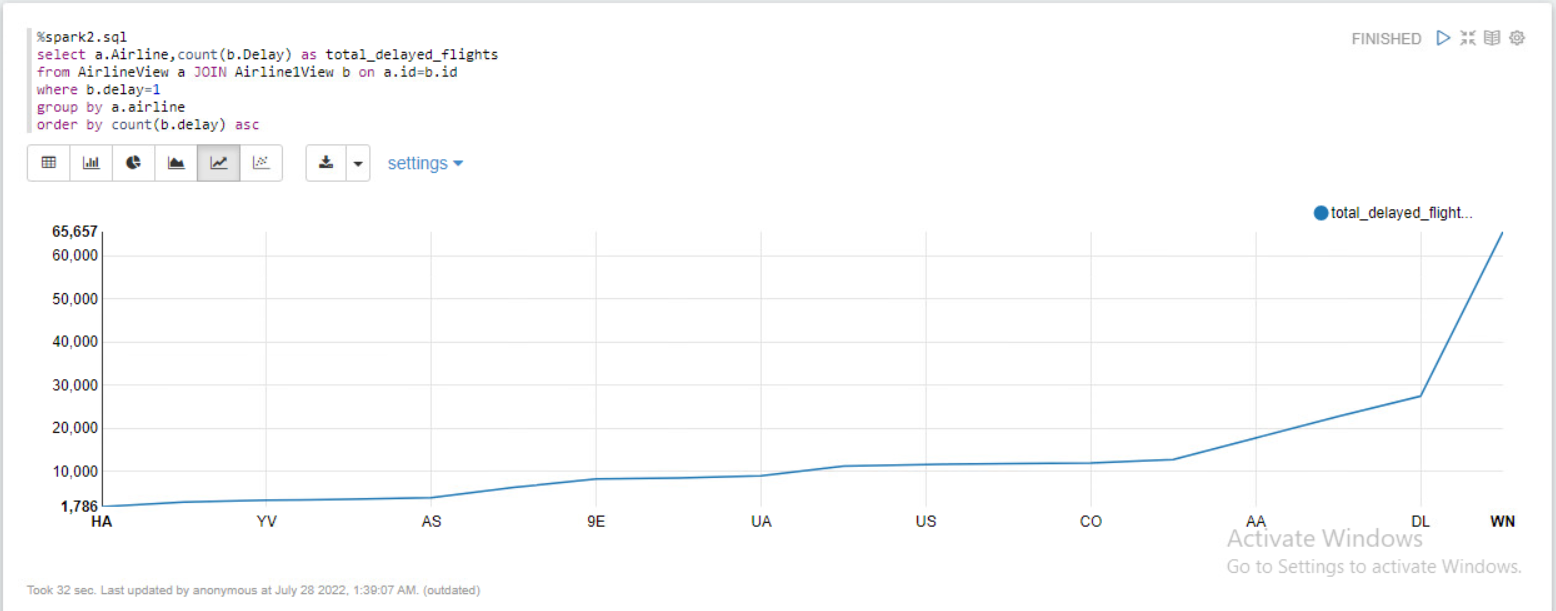 %spark2.sql
select a.Airline,count(b.Delay) as total_delayed_flights
from AirlineView a JOIN Airline1View b on a.id=b.id
where b.delay=1
group by a.airline
order by count(b.delay) asc
FINISHED
settings
total_delayed_flight...
65,657
60,000
50,000
40,000
30,000
20,000
10,000
1,786
HA YV AS 9E UA US CO AA DL WN
Activate Windows
Go to Settings to activate Windows.
Took 32 sec. Last updated by anonymous at July 28 2022, 1:39:07 AM. (outdated)